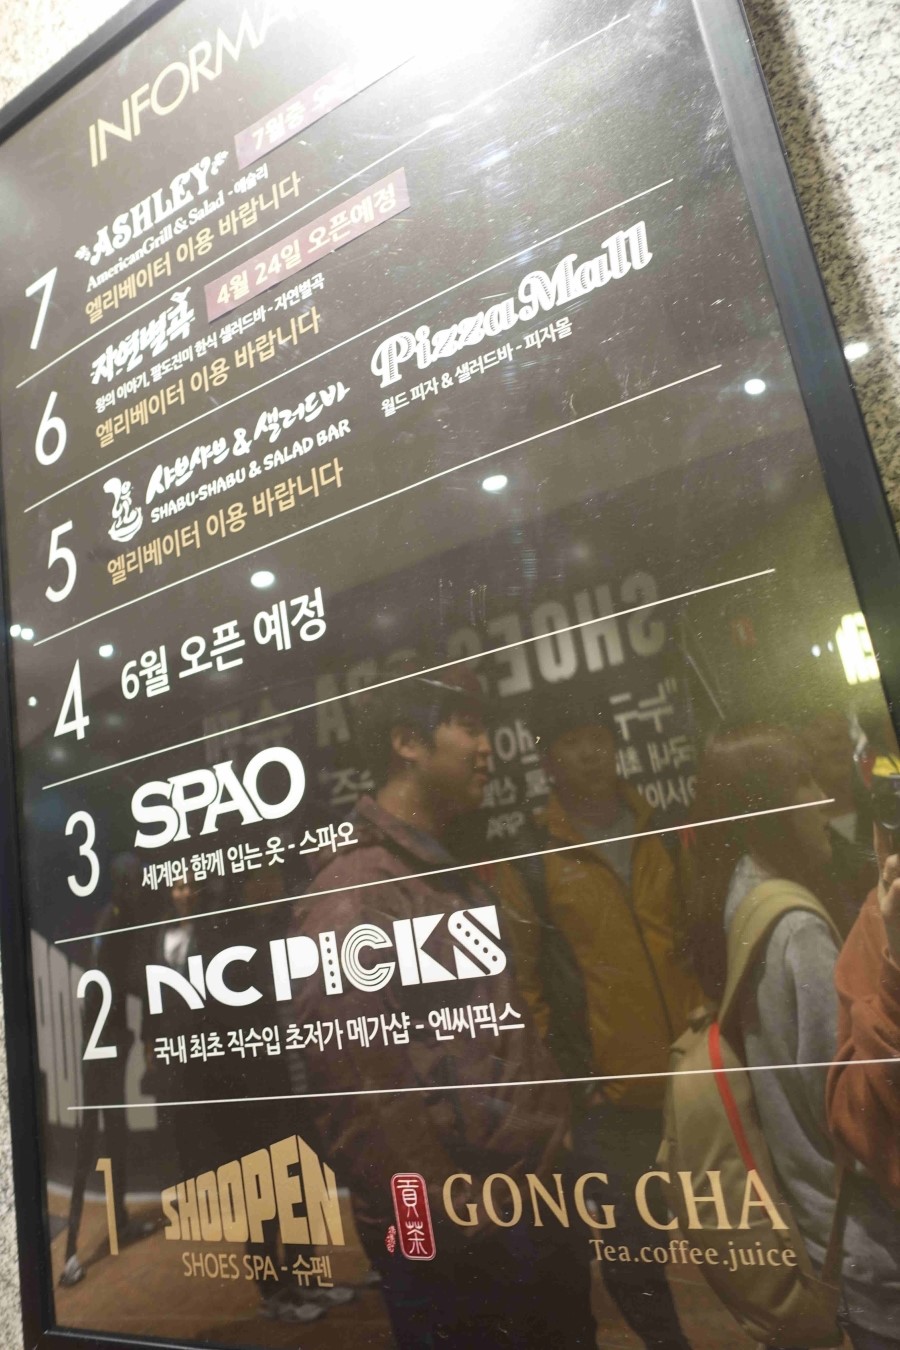 INFORMA
7
7월중
ASHLEY
AmericanGrill & Salad - 애슐리
엘리베이터 이용 바랍니다
6
자연별곡
4월 24일 오픈예정
왕의 이야기, 팔도진미 한식 샐러드바 - 자연별곡
엘리베이터 이용 바랍니다
5
샤브샤브 & 샐러드바
SHABU-SHABU & SALAD BAR
엘리베이터 이용 바랍니다
Pizza Mall
월드 피자 & 샐러드바 - 피자몰
4
6월 오픈 예정
3
SPAO
세계와 함께 입는 옷 - 스파오
2
NC PICKS
국내 최초 직수입 초저가 메가샵 - 엔씨픽스
1
SHOOPEN
SHOES SPA - 슈펜
貢茶
GONG CHA
Tea.coffee.juice
SHOES SPA